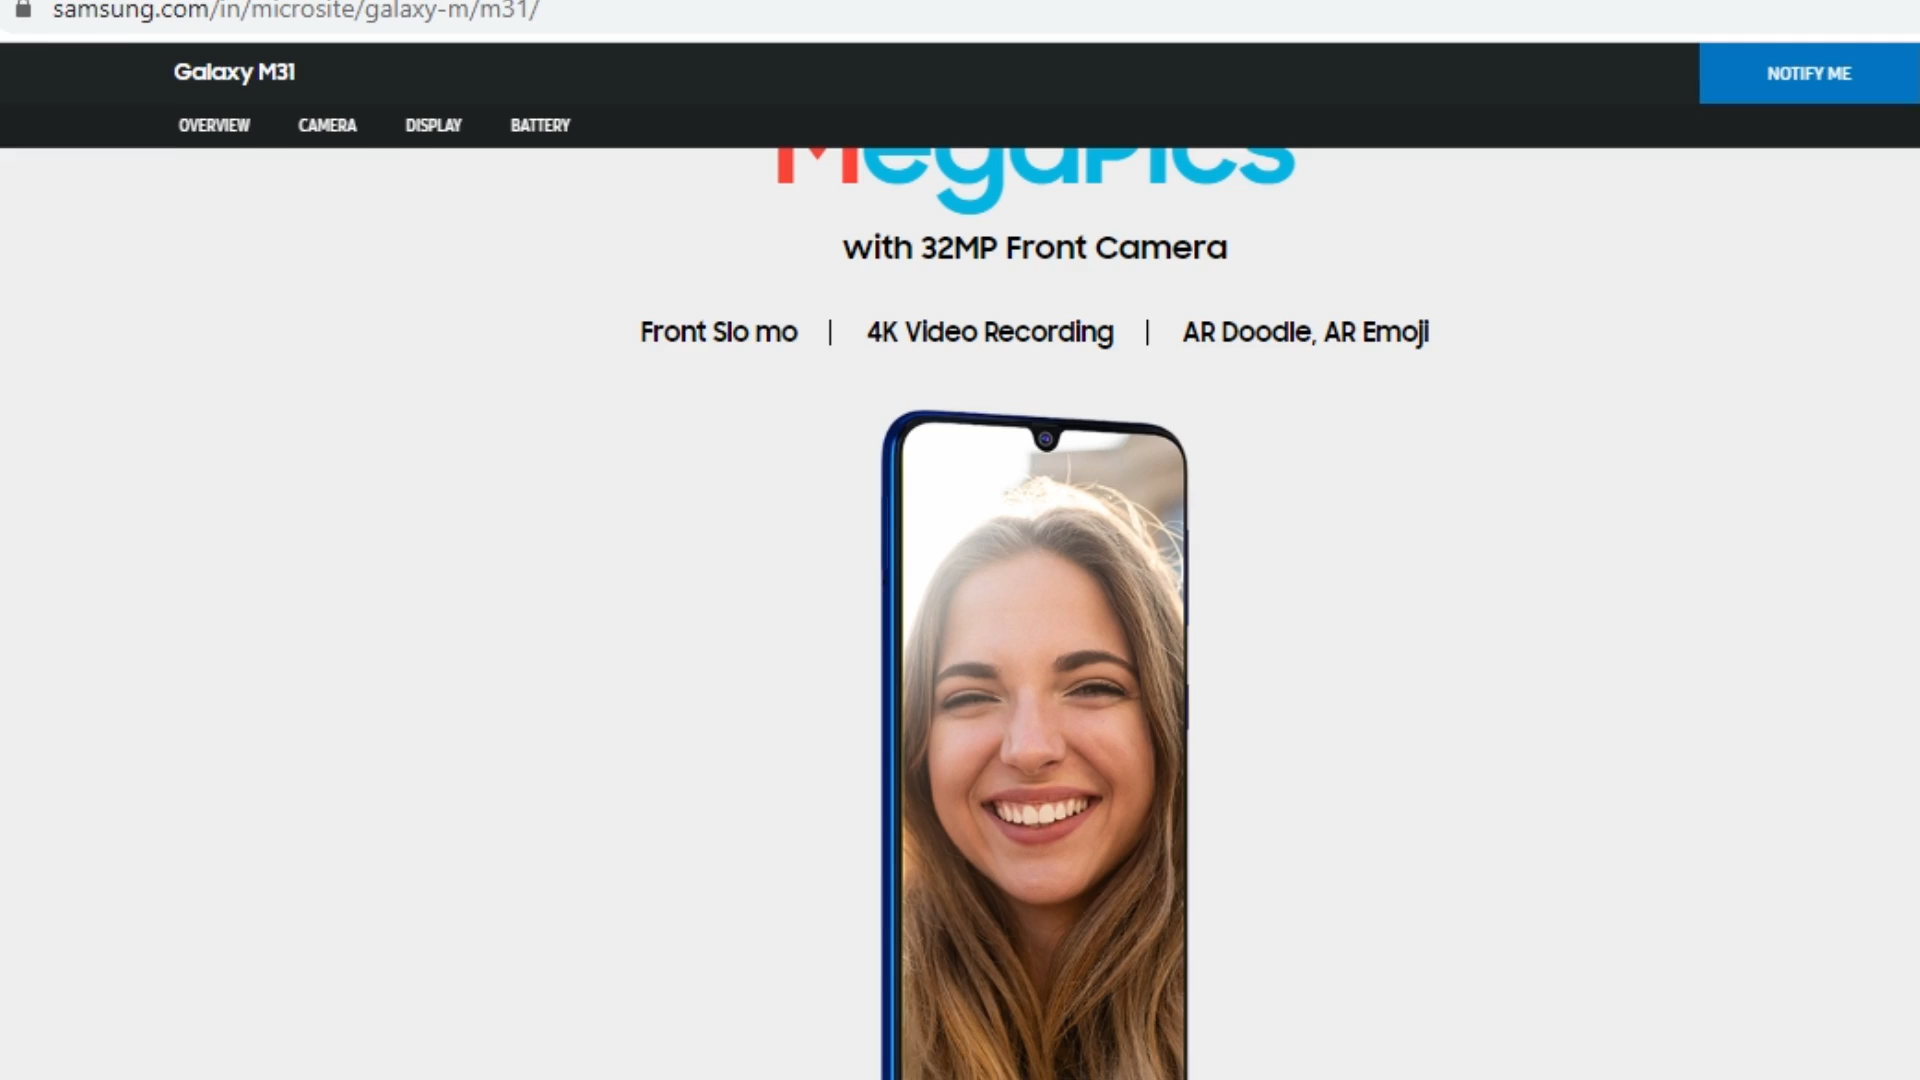 samsung.com/in/microsite/galaxy-m/m31/
Galaxy M31
NOTIFY ME
OVERVIEW CAMERA DISPLAY BATTERY
MegaPics
with 32MP Front Camera
Front Slo mo | 4K Video Recording | AR Doodle, AR Emoji